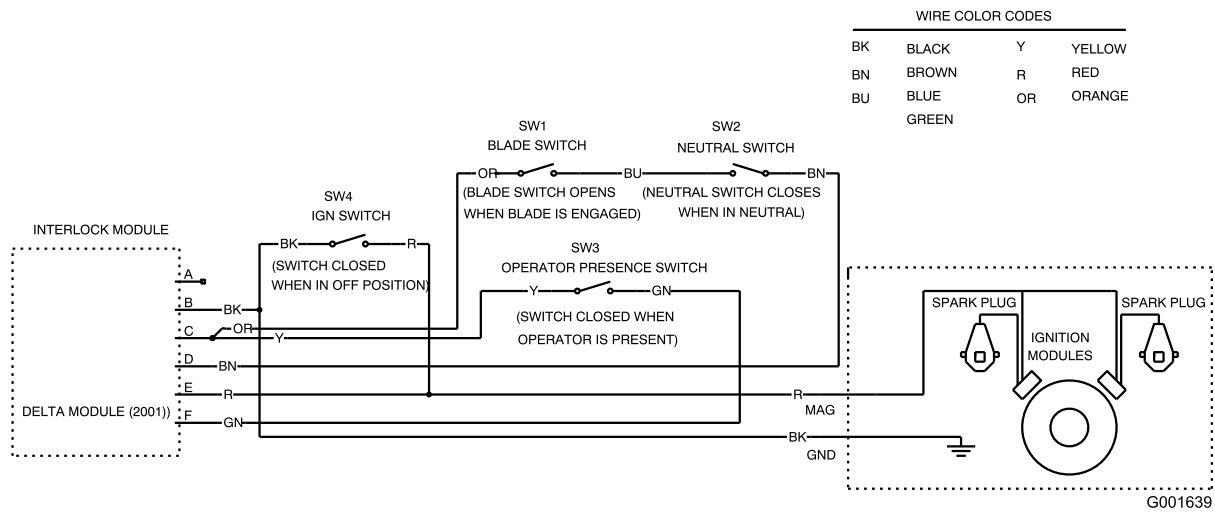 WIRE COLOR CODES
BK BLACK Y YELLOW
BN BROWN R RED
BU BLUE OR ORANGE
GREEN
SW1
BLADE SWITCH
SW2
NEUTRAL SWITCH
OR
BU
BN
(BLADE SWITCH OPENS
WHEN BLADE IS ENGAGED)
(NEUTRAL SWITCH CLOSES
WHEN IN NEUTRAL)
SW4
IGN SWITCH
BK
R
(SWITCH CLOSED
WHEN IN OFF POSITION)
SW3
OPERATOR PRESENCE SWITCH
Y
GN
(SWITCH CLOSED WHEN
OPERATOR IS PRESENT)
INTERLOCK MODULE
A
B BK
C OR
Y
D BN
E R
DELTA MODULE (2001))
F GN
R
MAG
BK
GND
SPARK PLUG
SPARK PLUG
IGNITION
MODULES
G001639